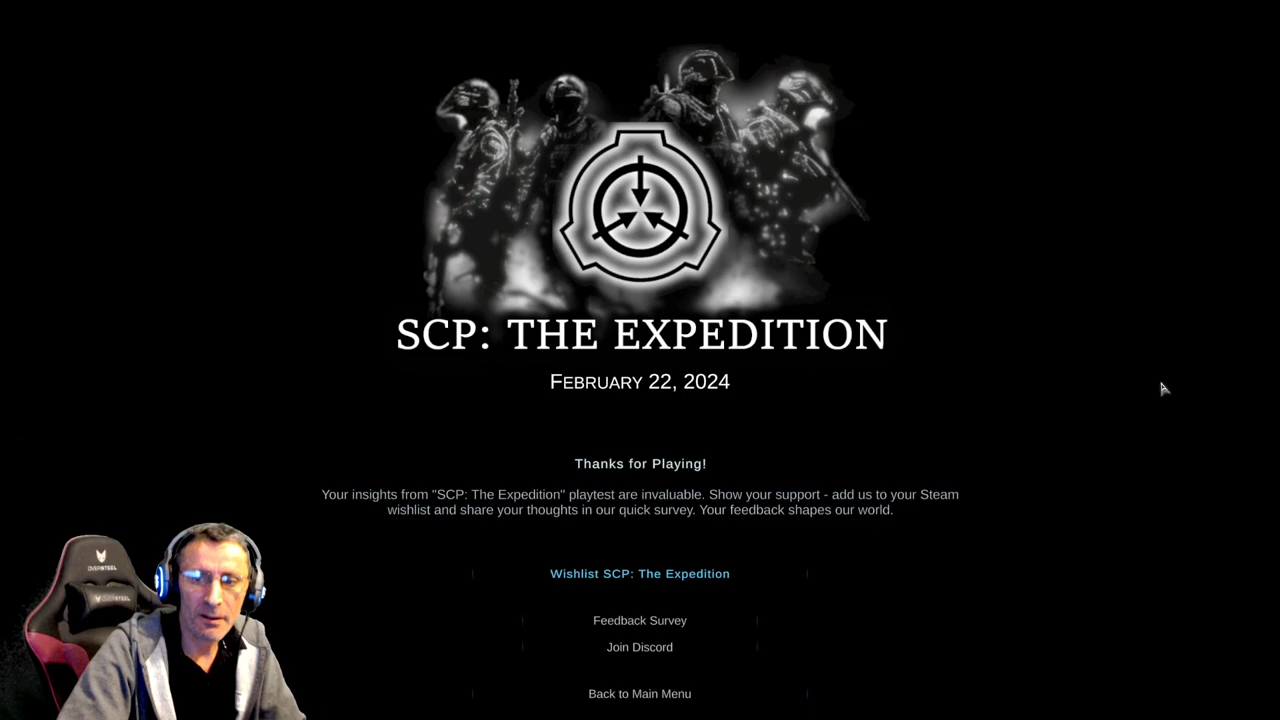 SCP: THE EXPEDITION
FEBRUARY 22, 2024
Thanks for Playing!
Your insights from "SCP: The Expedition" playtest are invaluable. Show your support - add us to your Steam
wishlist and share your thoughts in our quick survey. Your feedback shapes our world.
Wishlist SCP: The Expedition
Feedback Survey
Join Discord
Back to Main Menu
OVERSTEEL